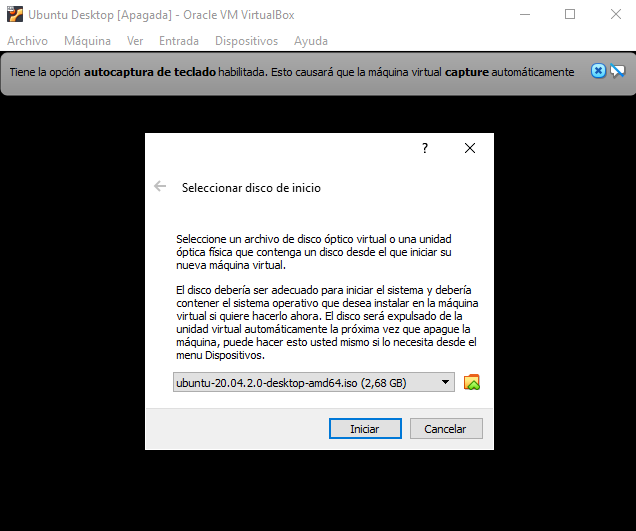 Ubuntu Desktop [Apagada] - Oracle VM VirtualBox
Archivo Máquina Ver Entrada Dispositivos Ayuda
Tiene la opción autocaptura de teclado habilitada. Esto causará que la máquina virtual capture automáticamente
?
Seleccionar disco de inicio
Seleccione un archivo de disco óptico virtual o una unidad
óptica física que contenga un disco desde el que iniciar su
nueva máquina virtual.
El disco debería ser adecuado para iniciar el sistema y debería
contener el sistema operativo que desea instalar en la máquina
virtual si quiere hacerlo ahora. El disco será expulsado de la
unidad virtual automáticamente la próxima vez que apague la
máquina, puede hacer esto usted mismo si lo necesita desde el
menu Dispositivos.
ubuntu-20.04.2.0-desktop-amd64.iso (2,68 GB)
Iniciar Cancelar